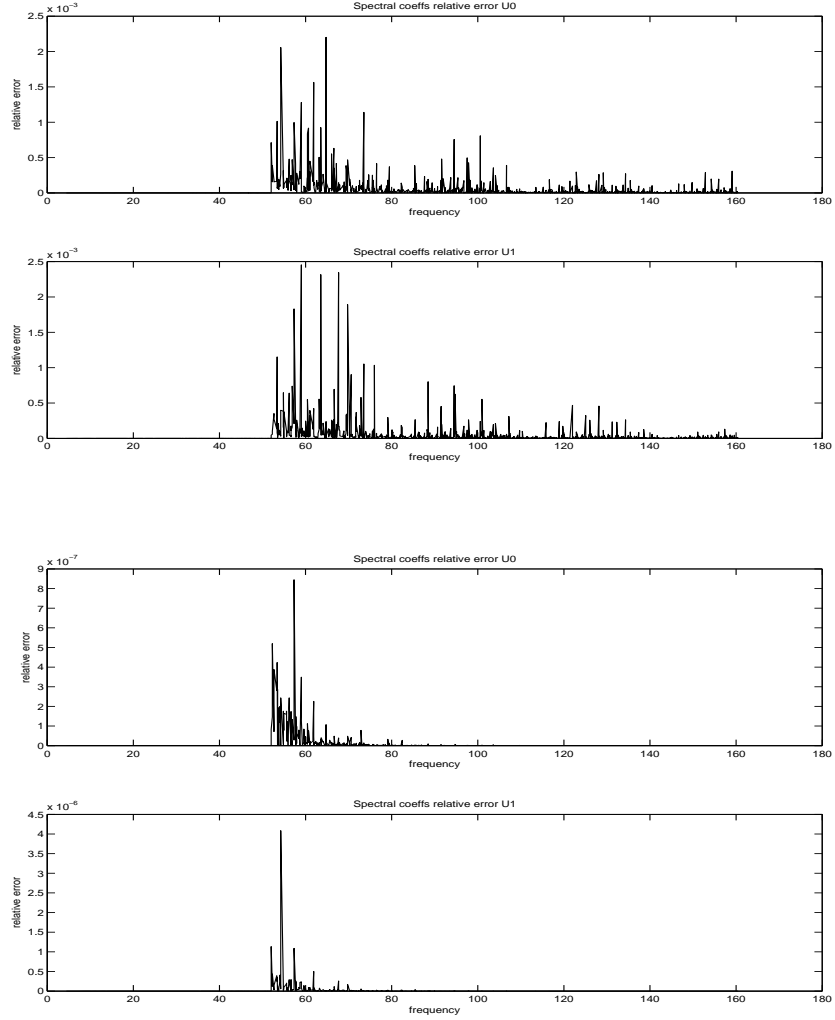 Spectral coeffs relative error U0
x 10⁻³
2.5
2
1.5
1
0.5
0
relative error
0 20 40 60 80 100 120 140 160 180
frequency
Spectral coeffs relative error U1
x 10⁻³
2.5
2
1.5
1
0.5
0
relative error
0 20 40 60 80 100 120 140 160 180
frequency
Spectral coeffs relative error U0
x 10⁻⁷
9
8
7
6
5
4
3
2
1
0
relative error
0 20 40 60 80 100 120 140 160 180
frequency
Spectral coeffs relative error U1
x 10⁻⁶
4.5
4
3.5
3
2.5
2
1.5
1
0.5
0
relative error
0 20 40 60 80 100 120 140 160 180
frequency